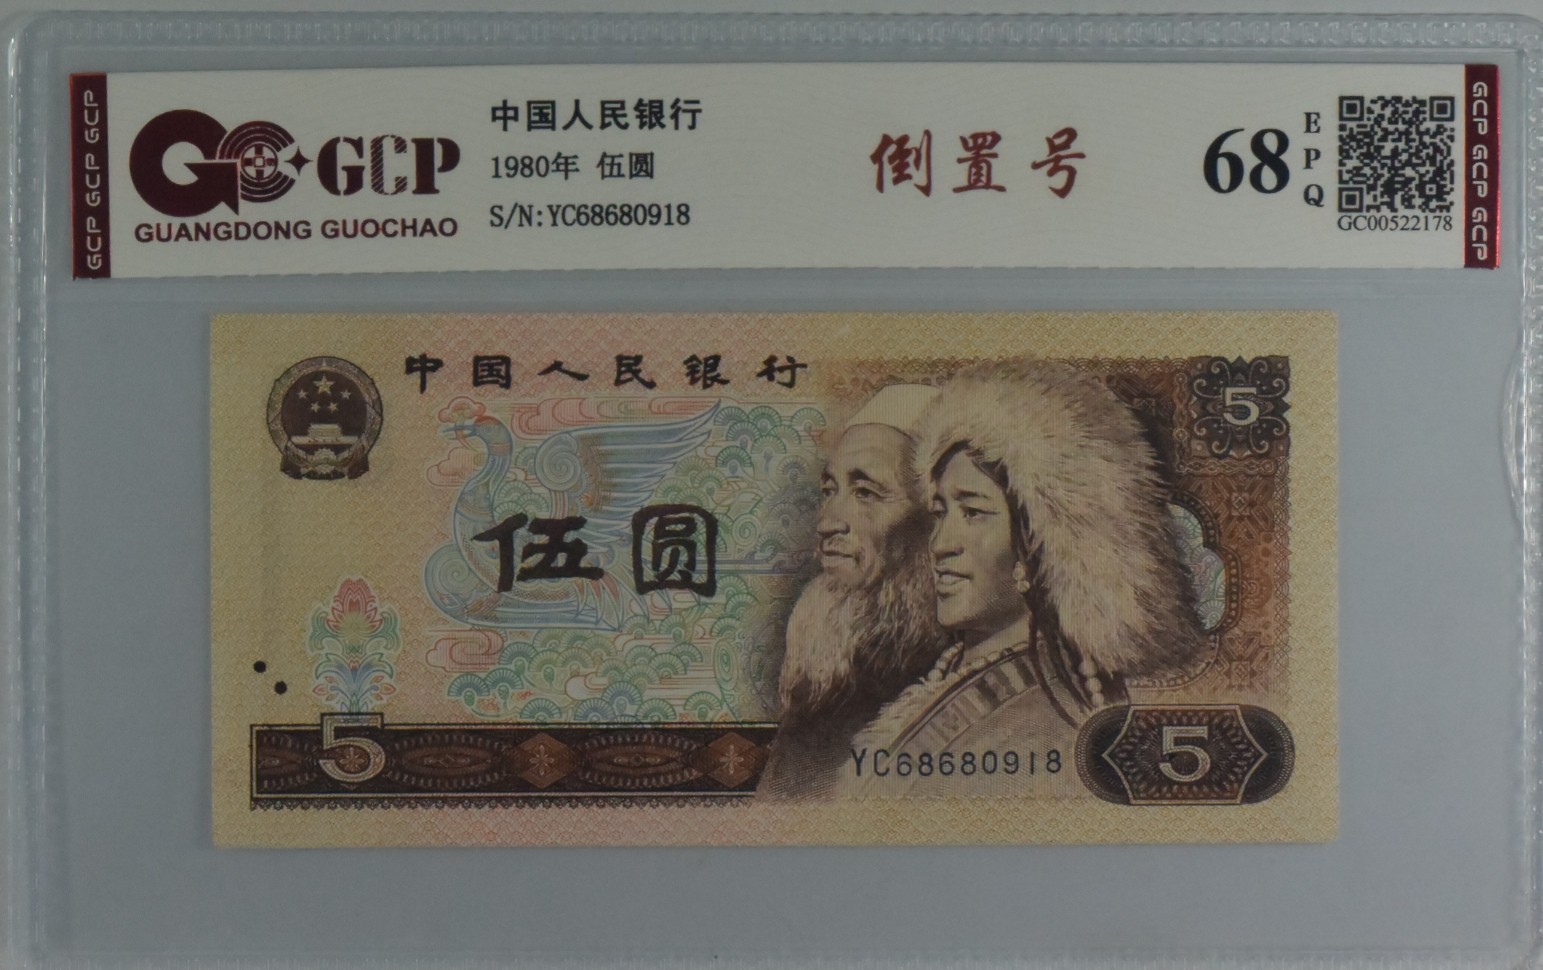 GCP GCP GCP
GCP
GUANGDONG GUOCHAO
中国人民银行
1980年 伍圆
S/N:YC68680918
倒置号
68
EPQ
GC00522178
GCP GCP GCP
中国人民银行
5
伍圆
5
YC68680918
5